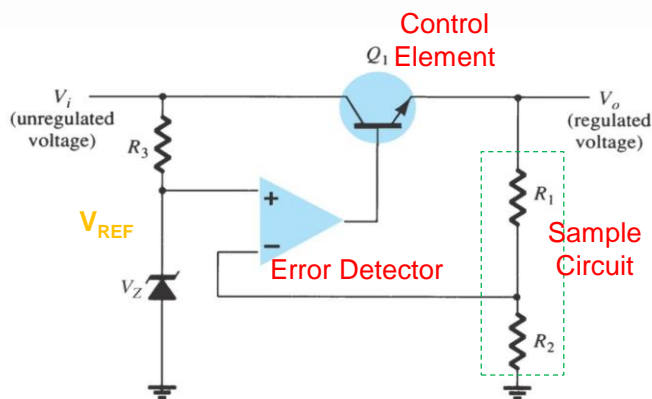 Control
Q1
Element
Vi
(unregulated
voltage)
Vo
(regulated
voltage)
R3
R1
+
VREF
−
Error Detector
Sample
Circuit
VZ
R2